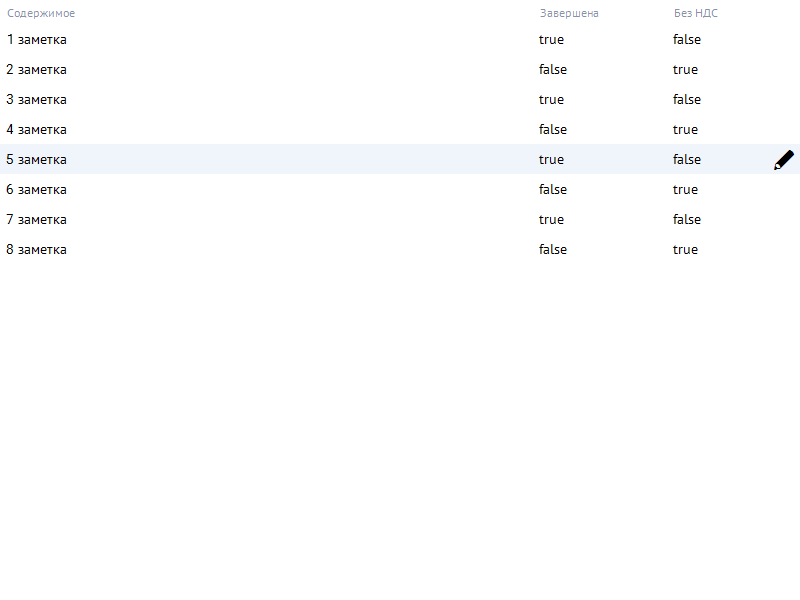 Содержимое Завершена Без НДС
1 заметка true false
2 заметка false true
3 заметка true false
4 заметка false true
5 заметка true false
6 заметка false true
7 заметка true false
8 заметка false true